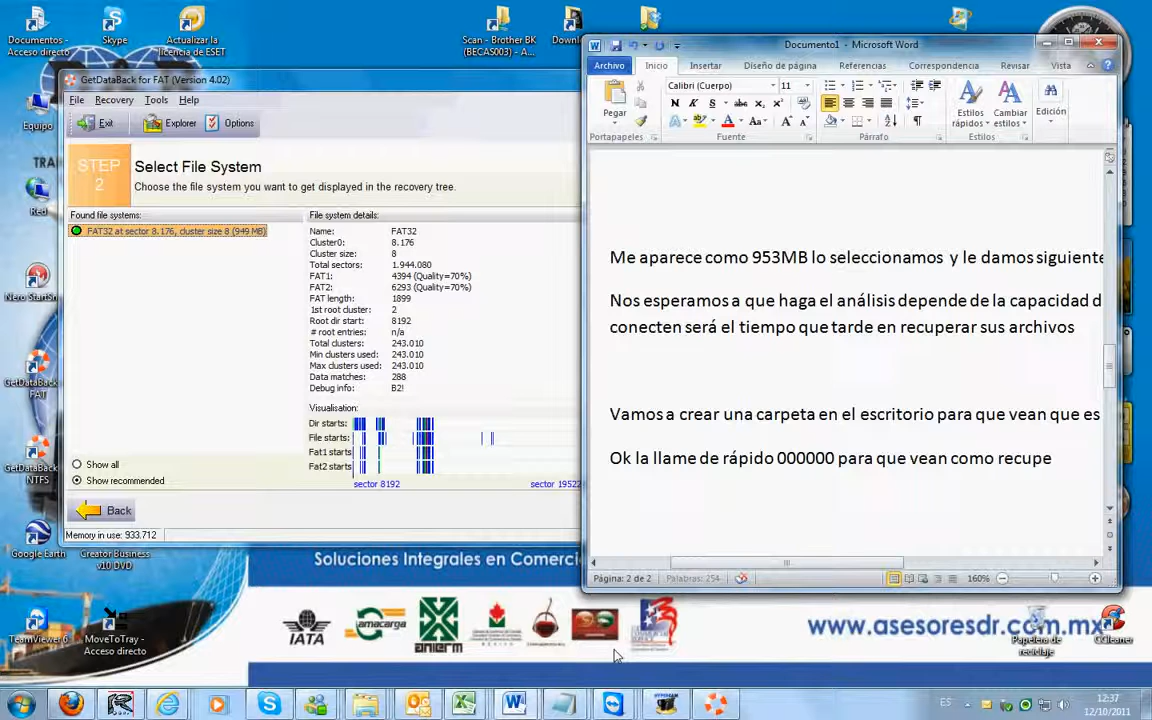 Documentos -
Acceso directo
Skype
Actualizar la
licencia de ESET
Scan - Brother BK
(BECAS003) - A...
Downl
Equipo
TRA
Red
Nero StartSn
GetDataBack
FAT
GetDataBack
NTFS
Google Earth
Creator Business
v10 DVD
TeamViewer 6
MoveToTray -
Acceso directo
GetDataBack for FAT (Version 4.02)
File Recovery Tools Help
Exit Explorer Options
STEP
2
Select File System
Choose the file system you want to get displayed in the recovery tree.
Found file systems:
FAT32 at sector 8.176, cluster size 8 (949 MB)
File system details:
Name: FAT32
Cluster0: 8.176
Cluster size: 8
Total sectors: 1.944.080
FAT1: 4394 (Quality=70%)
FAT2: 6293 (Quality=70%)
FAT length: 1899
1st root cluster: 2
Root dir start: 8192
# root entries: n/a
Total clusters: 243.010
Min clusters used: 243.010
Max clusters used: 243.010
Data matches: 288
Debug info: B2!
Visualisation:
Dir starts:
File starts:
Fat1 starts
Fat2 starts
sector 8192 sector 19522
Show all
Show recommended
Back
Memory in use: 933.712
Documento1 - Microsoft Word
Archivo Inicio Insertar Diseño de página Referencias Correspondencia Revisar Vista
Calibri (Cuerpo) 11
N K S abc x₂ x²
A Aa A A
Pegar
Estilos
rápidos
Cambiar
estilos
Edición
Portapapeles Fuente Párrafo Estilos
Me aparece como 953MB lo seleccionamos y le damos siguiente
Nos esperamos a que haga el análisis depende de la capacidad d
conecten será el tiempo que tarde en recuperar sus archivos
Vamos a crear una carpeta en el escritorio para que vean que es
Ok la llame de rápido 000000 para que vean como recupe
Página: 2 de 2 Palabras: 254 160%
Soluciones Integrales en Comerci
IATA
amacarga
anierm
www.asesoresdr.com.mx
Papelera de
reciclaje
CCleaner
ES
12:37
12/10/2011